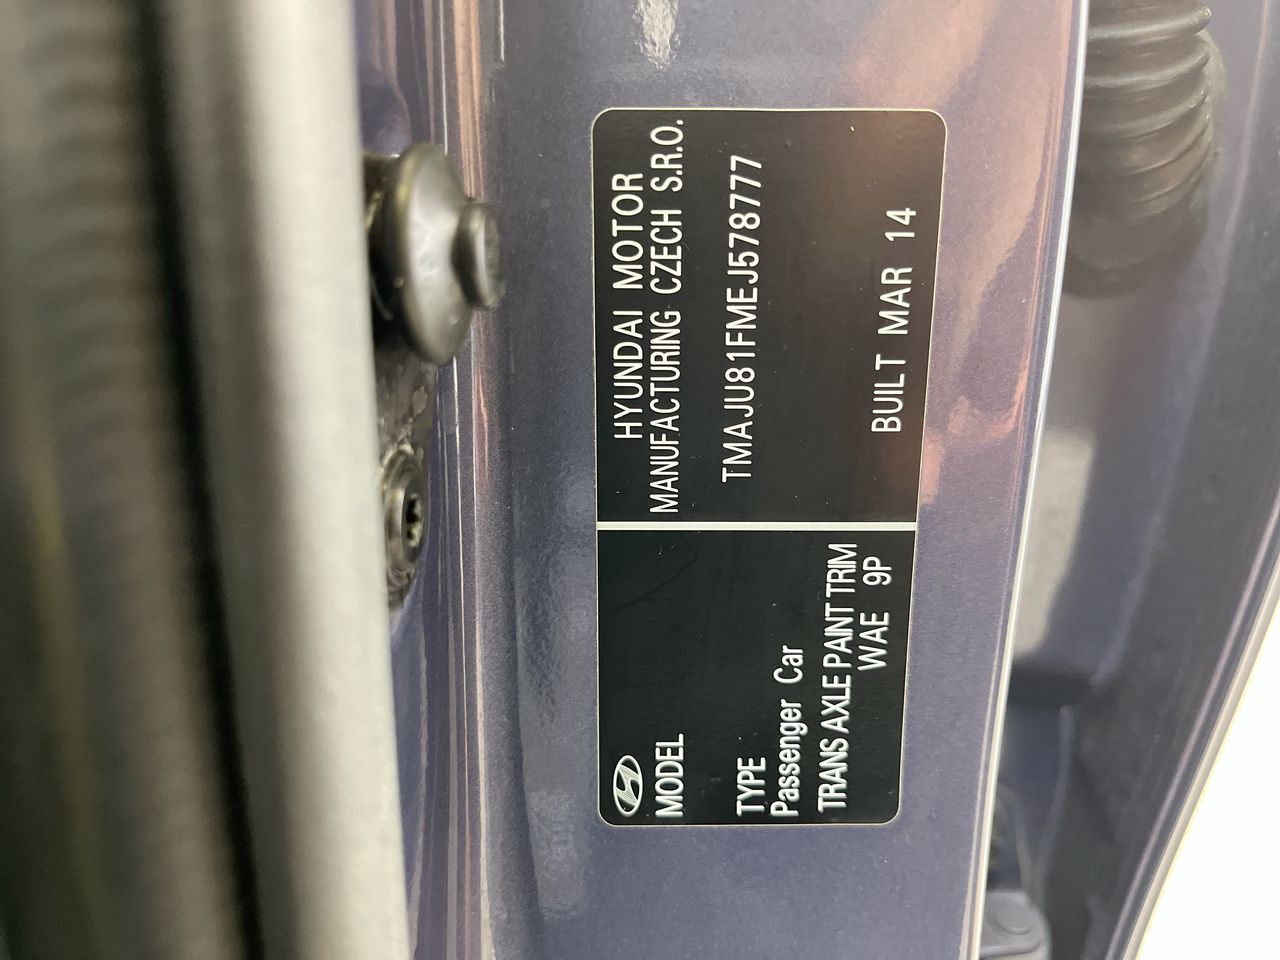 MODEL
TYPE
Passenger Car
TRANS AXLE PAINT TRIM
WAE 9P
HYUNDAI MOTOR
MANUFACTURING CZECH S.R.O.
TMAJU81FMEJ578777
BUILT MAR 14